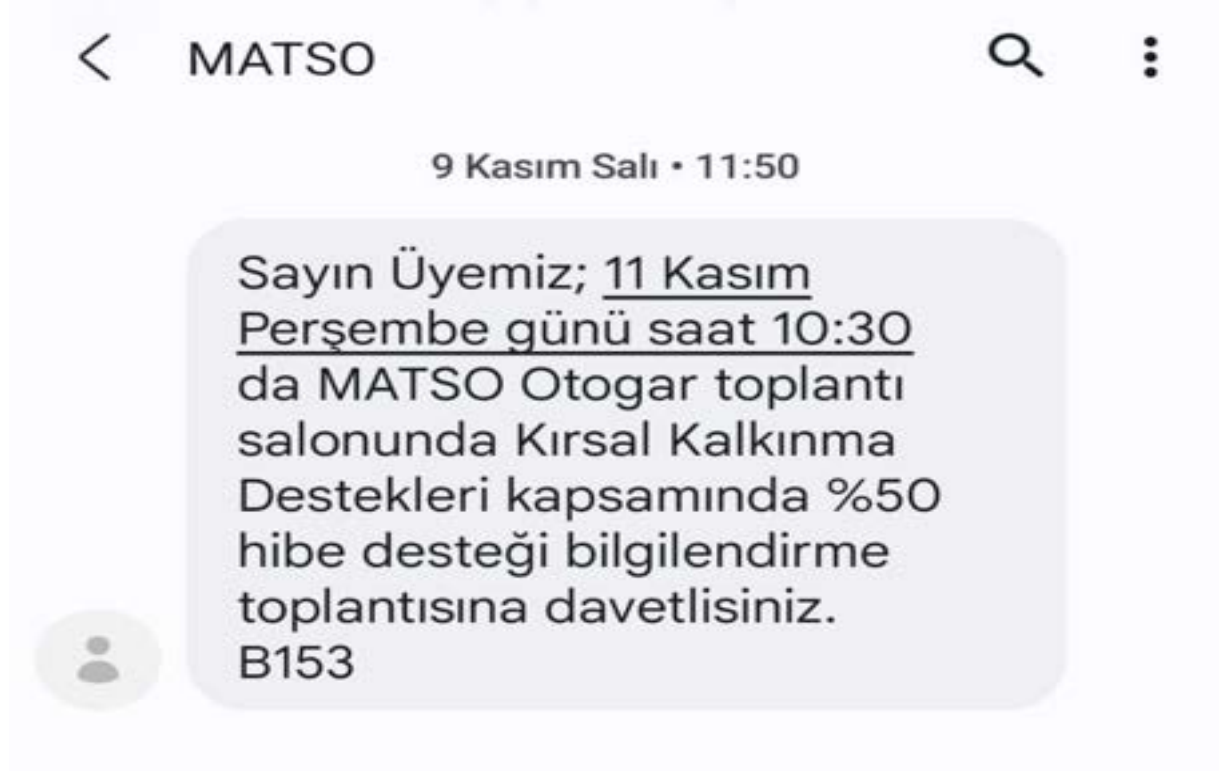 MATSO
9 Kasım Salı • 11:50
Sayın Üyemiz; 11 Kasım
Perşembe günü saat 10:30
da MATSO Otogar toplantı
salonunda Kırsal Kalkınma
Destekleri kapsamında %50
hibe desteği bilgilendirme
toplantısına davetlisiniz.
B153